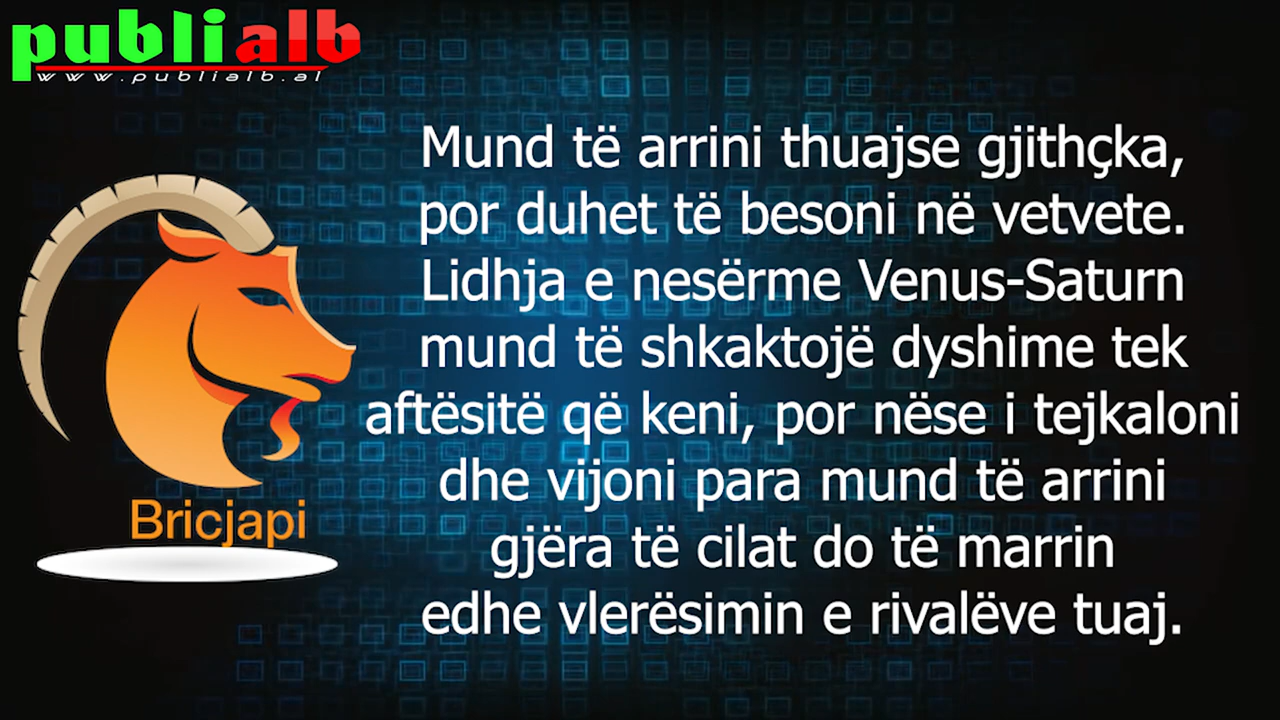 publialb
www.publialb.al
Mund të arrini thuajse gjithçka,
por duhet të besoni në vetvete.
Lidhja e nesërme Venus-Saturn
mund të shkaktojë dyshime tek
aftësitë që keni, por nëse i tejkaloni
dhe vijoni para mund të arrini
gjëra të cilat do të marrin
edhe vlerësimin e rivalëve tuaj.
Bricjapi